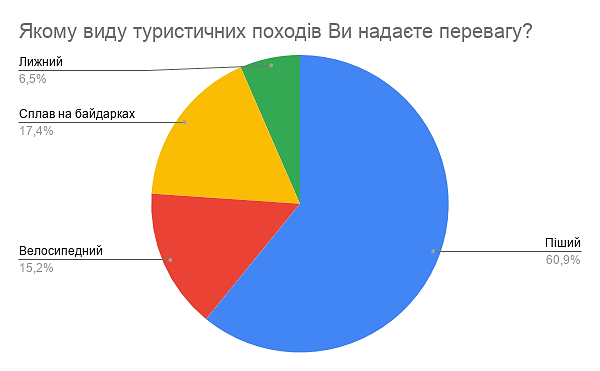 Якому виду туристичних походів Ви надаєте перевагу?
Лижний
6,5%
Сплав на байдарках
17,4%
Велосипедний
15,2%
Піший
60,9%